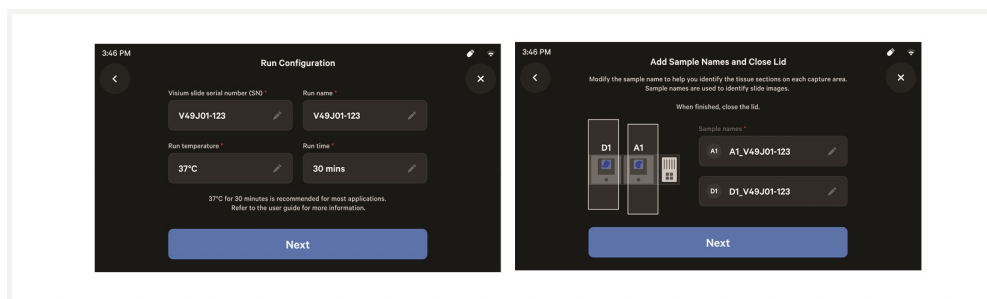 3:46 PM
Run Configuration
Visium slide serial number (SN) *
Run name *
V49J01-123
V49J01-123
Run temperature *
Run time *
37°C
30 mins
37°C for 30 minutes is recommended for most applications.
Refer to the user guide for more information.
Next
3:46 PM
Add Sample Names and Close Lid
Modify the sample name to help you identify the tissue sections on each capture area.
Sample names are used to identify slide images.
When finished, close the lid.
Sample names *
D1
A1
A1
A1_V49J01-123
D1
D1_V49J01-123
Next